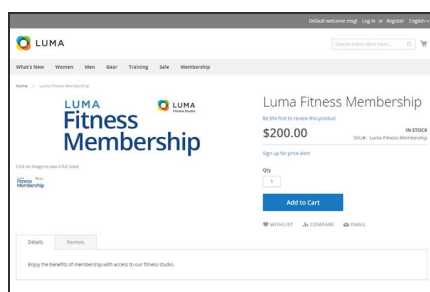 Default welcome msg! Log in or Register English
LUMA
Search entire store here...
What's New Women Men Gear Training Sale Membership
Home > Luma Fitness Membership
LUMA
Fitness
Membership
LUMA
Fitness Studio
Luma Fitness Membership
Be the first to review this product
$200.00
IN STOCK
SKU#: Luma Fitness Membership
Sign up for price alert
Qty
1
Add to Cart
WISHLIST COMPARE EMAIL
Click on image to view it full sized
Fitness
Membership
Details Reviews
Enjoy the benefits of membership with access to our fitness studio.